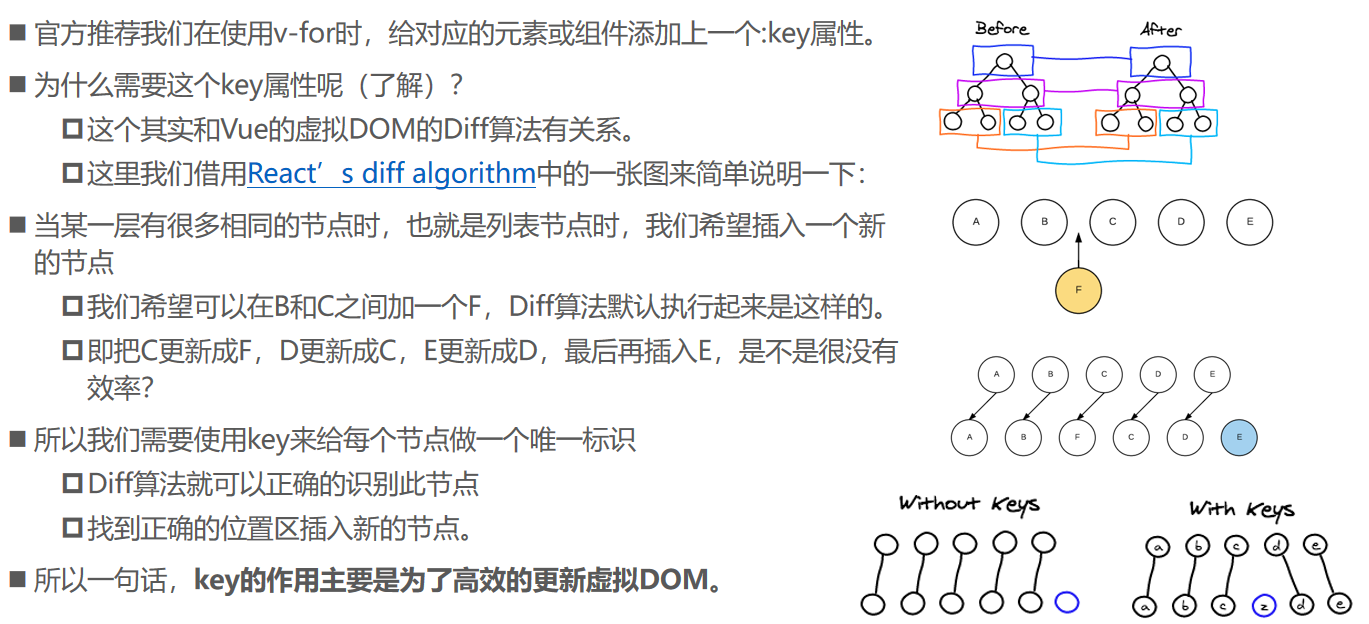 官方推荐我们在使用v-for时，给对应的元素或组件添加上一个:key属性。
为什么需要这个key属性呢（了解）？
这个其实和Vue的虚拟DOM的Diff算法有关系。
这里我们借用React’s diff algorithm中的一张图来简单说明一下：
当某一层有很多相同的节点时，也就是列表节点时，我们希望插入一个新
的节点
我们希望可以在B和C之间加一个F，Diff算法默认执行起来是这样的。
即把C更新成F，D更新成C，E更新成D，最后再插入E，是不是很没有
效率？
所以我们需要使用key来给每个节点做一个唯一标识
Diff算法就可以正确的识别此节点
找到正确的位置区插入新的节点。
所以一句话，key的作用主要是为了高效的更新虚拟DOM。
Before After
A B C D E
F
A B C D E
A B F C D E
Without Keys
With Keys
a b c d e
a b c z d e